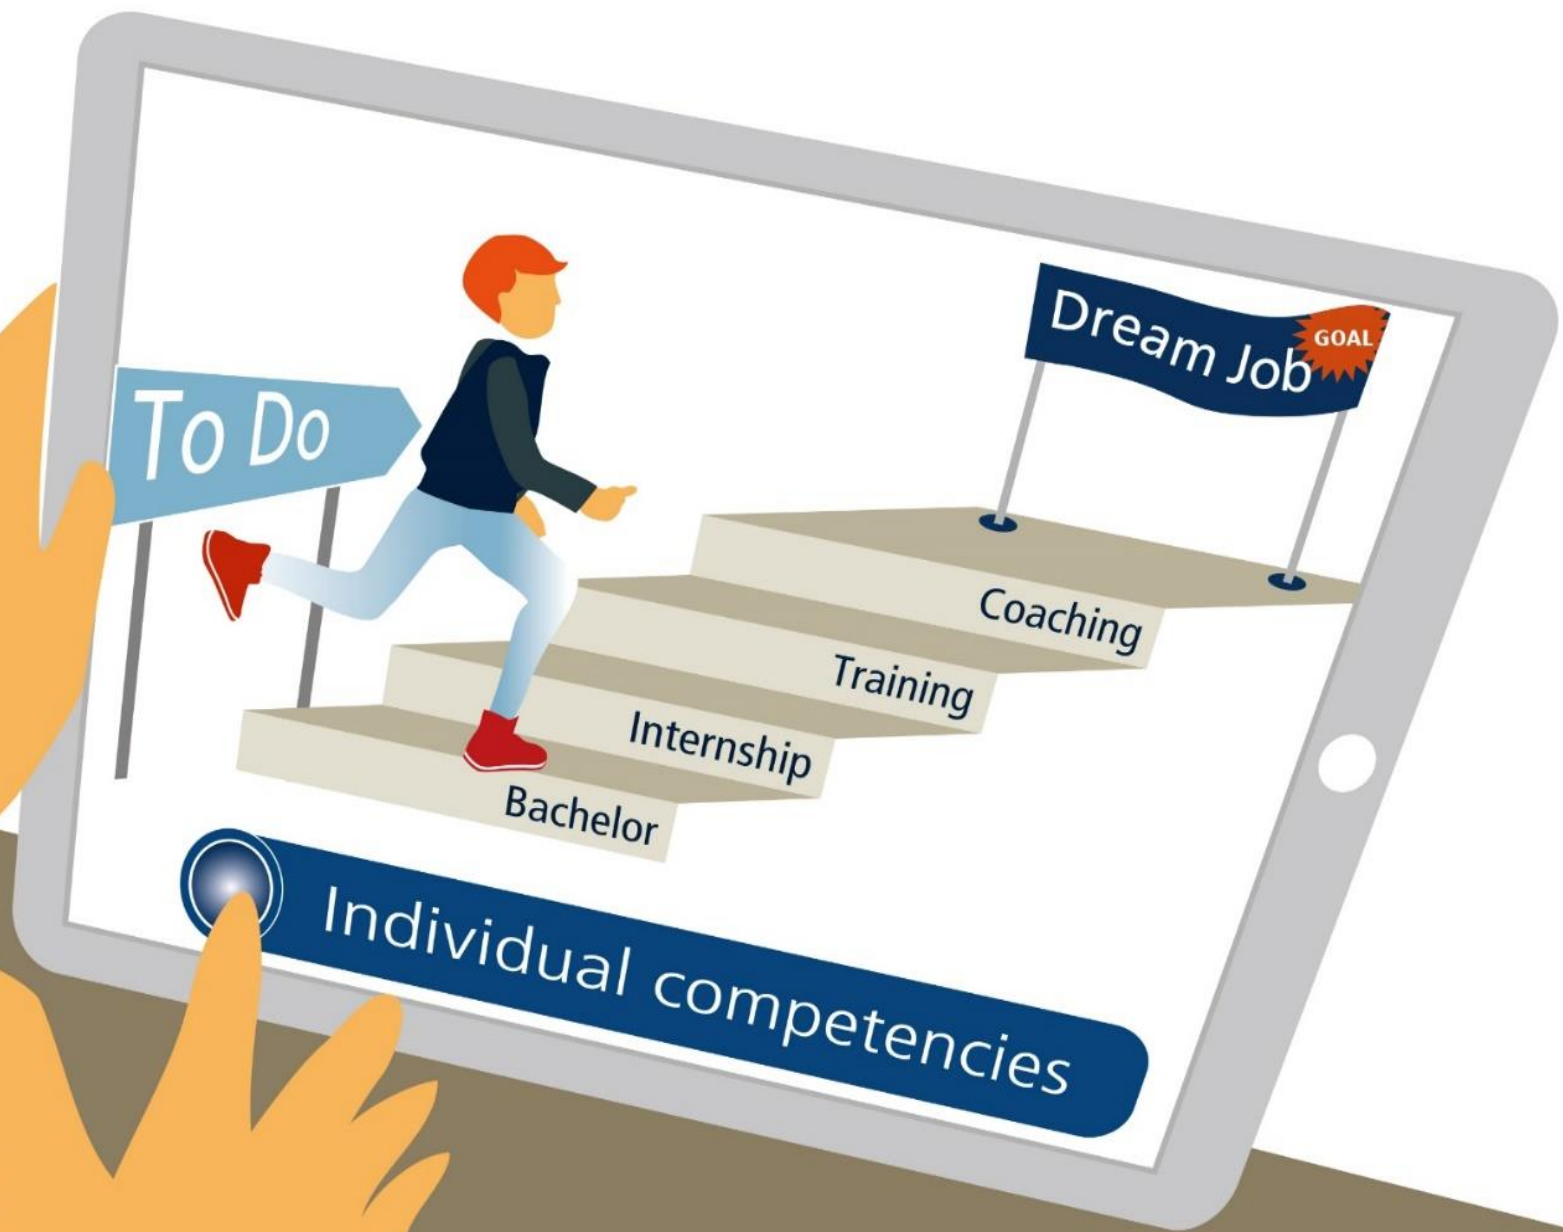 To Do
Dream Job
GOAL
Coaching
Training
Internship
Bachelor
Individual competencies